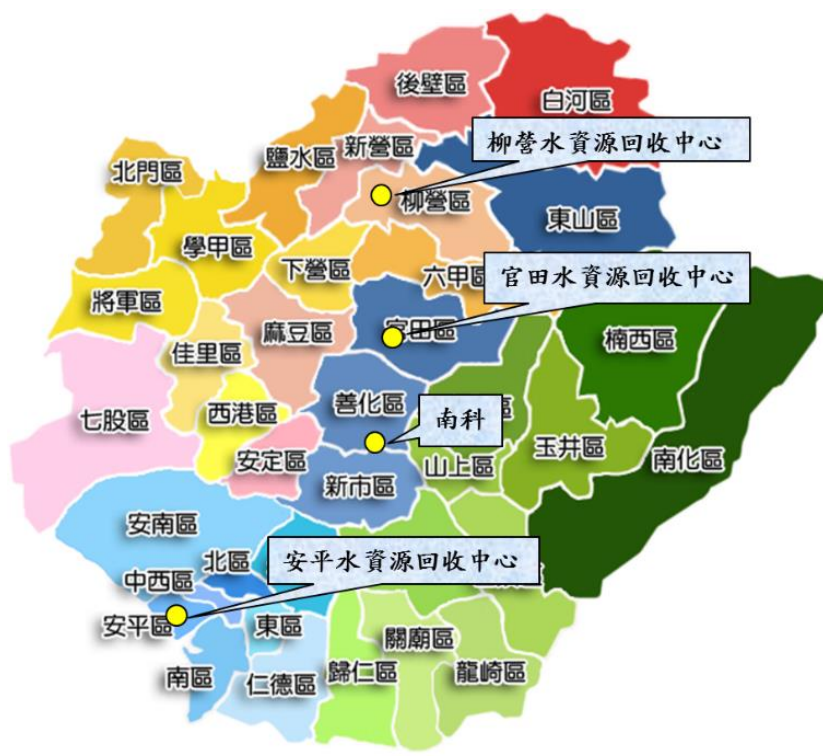 後壁區
白河區
柳營水資源回收中心
新營區
鹽水區
北門區
柳營區
東山區
學甲區
下營區
六甲區
官田水資源回收中心
將軍區
麻豆區
官田區
佳里區
楠西區
善化區
西港區
七股區
南科
區
安定區
山上區
玉井區
南化區
新市區
安南區
北區
安平水資源回收中心
中西區
安平區
東區
關廟區
南區
仁德區
歸仁區
龍崎區